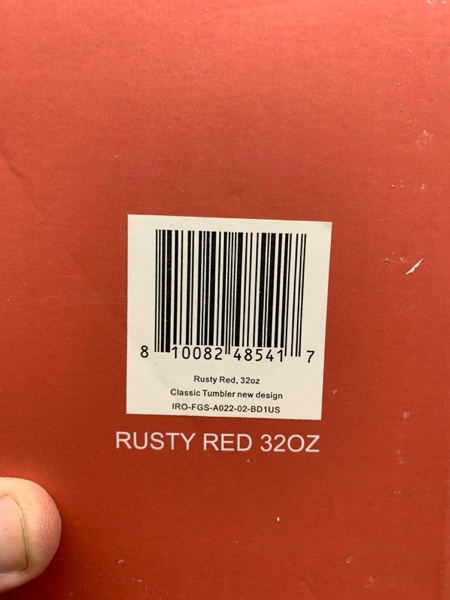 8 10082 48541 7
Rusty Red, 32oz
Classic Tumbler new design
IRO-FGS-A022-02-BD1US
RUSTY RED 32OZ